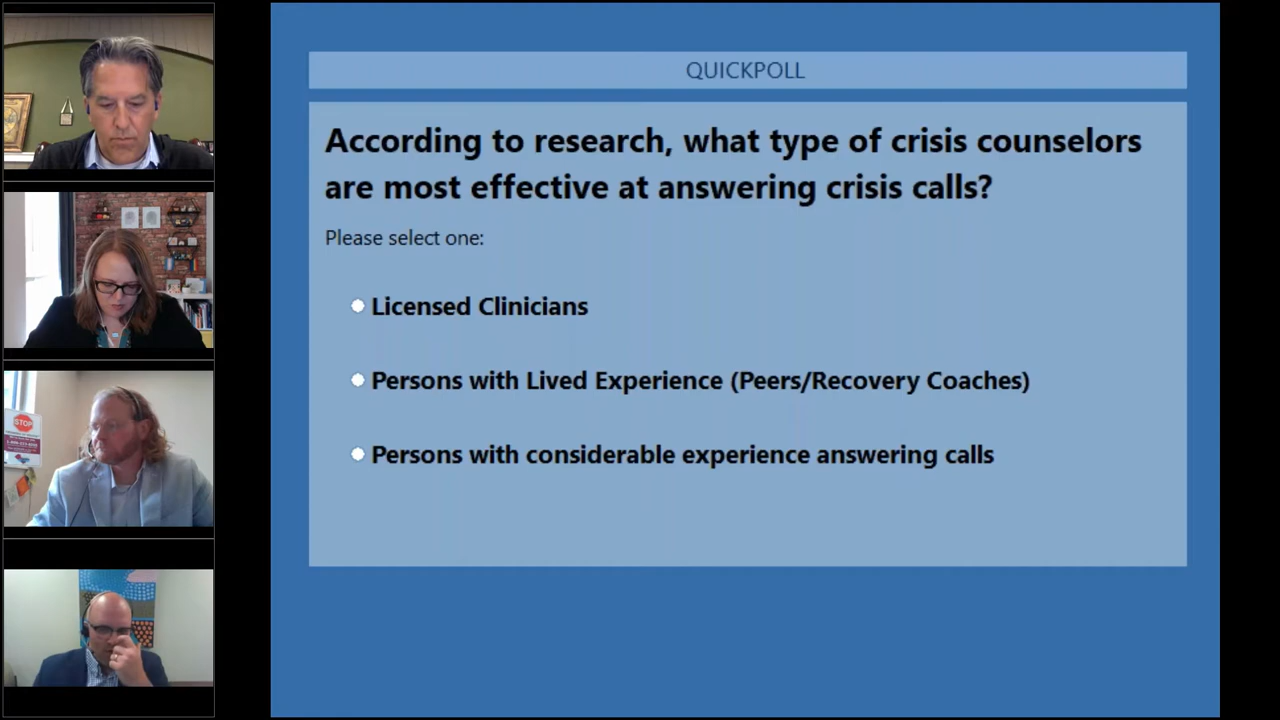 QUICKPOLL
According to research, what type of crisis counselors
are most effective at answering crisis calls?
Please select one:
Licensed Clinicians
Persons with Lived Experience (Peers/Recovery Coaches)
Persons with considerable experience answering calls
STOP